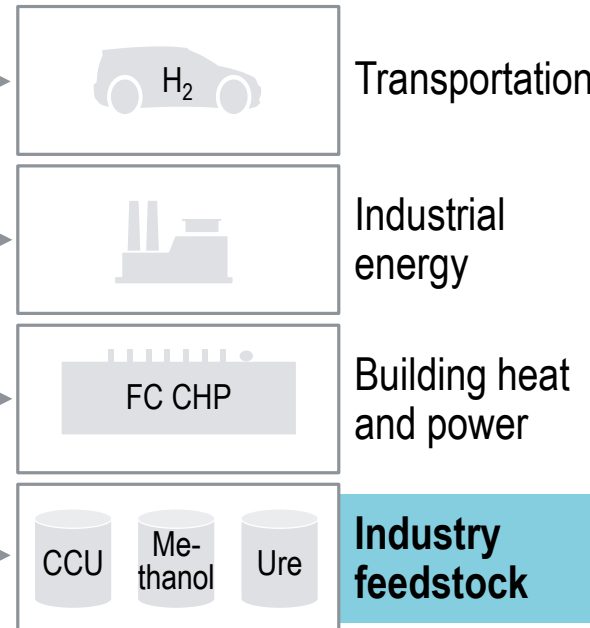 H₂
Transportation
Industrial
energy
FC CHP
Building heat
and power
CCU
Me-
thanol
Ure
Industry
feedstock